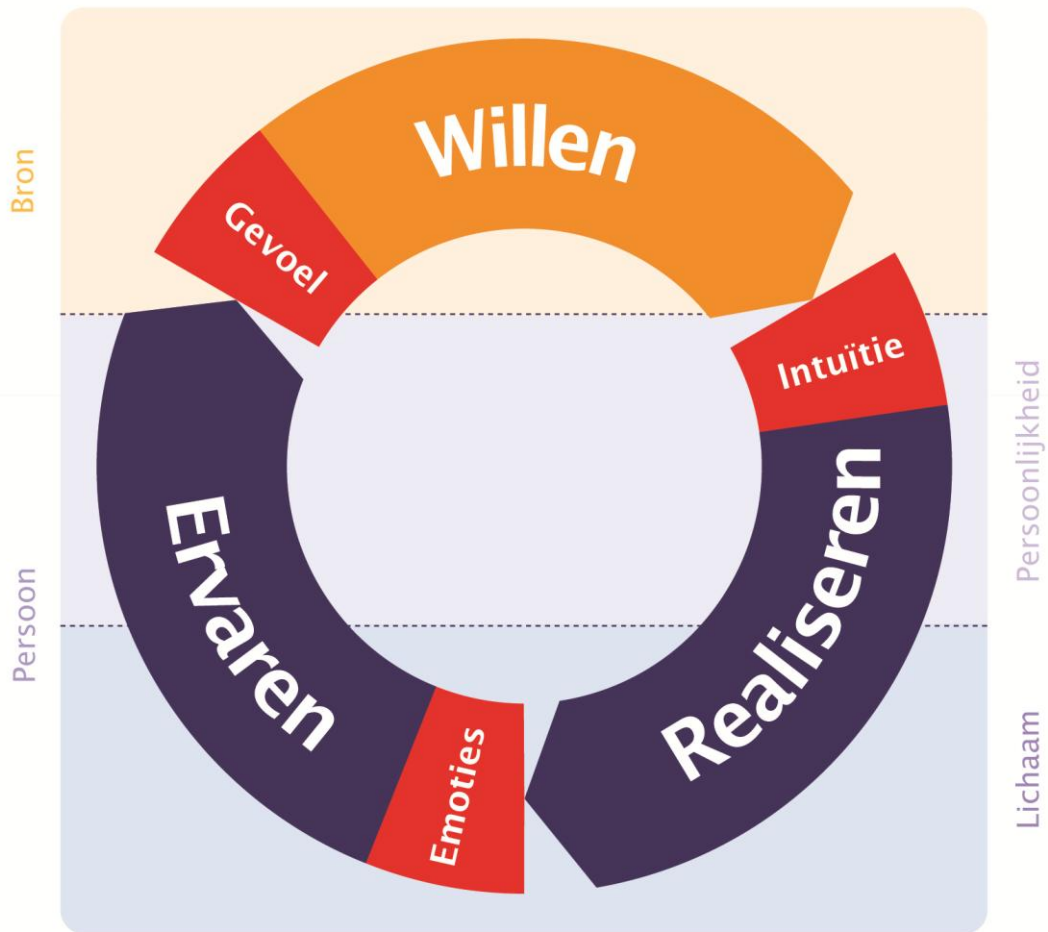 Willen
Gevoel
Bron
Intuïtie
Persoonlijkheid
Ervaren
Realiseren
Persoon
Emoties
Lichaam